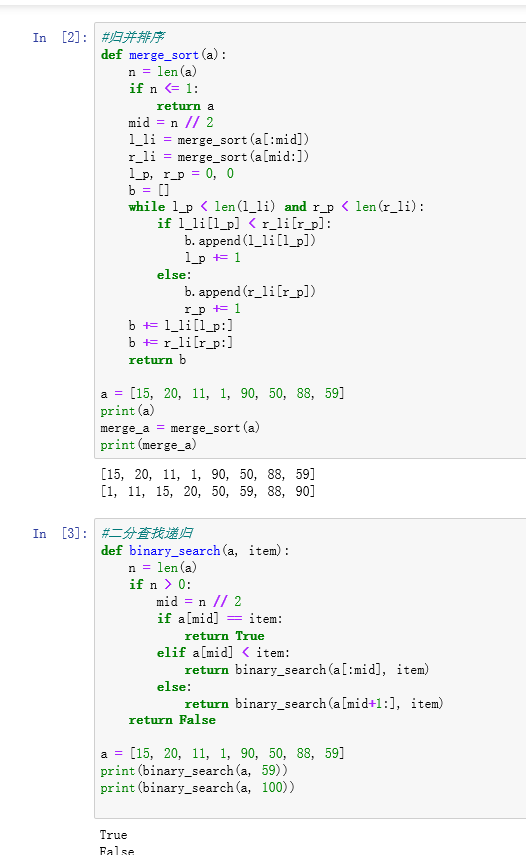 In [2]:
#归并排序
def merge_sort(a):
    n = len(a)
    if n <= 1:
        return a
    mid = n // 2
    l_li = merge_sort(a[:mid])
    r_li = merge_sort(a[mid:])
    l_p, r_p = 0, 0
    b = []
    while l_p < len(l_li) and r_p < len(r_li):
        if l_li[l_p] < r_li[r_p]:
            b.append(l_li[l_p])
            l_p += 1
        else:
            b.append(r_li[r_p])
            r_p += 1
    b += l_li[l_p:]
    b += r_li[r_p:]
    return b

a = [15, 20, 11, 1, 90, 50, 88, 59]
print(a)
merge_a = merge_sort(a)
print(merge_a)
[15, 20, 11, 1, 90, 50, 88, 59]
[1, 11, 15, 20, 50, 59, 88, 90]
In [3]:
#二分查找递归
def binary_search(a, item):
    n = len(a)
    if n > 0:
        mid = n // 2
        if a[mid] == item:
            return True
        elif a[mid] < item:
            return binary_search(a[:mid], item)
        else:
            return binary_search(a[mid+1:], item)
    return False

a = [15, 20, 11, 1, 90, 50, 88, 59]
print(binary_search(a, 59))
print(binary_search(a, 100))
True
False